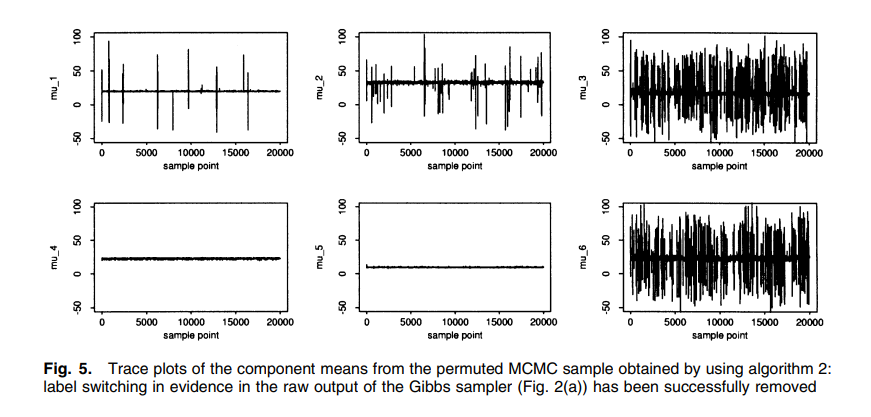 100
50
0
-50
mu_1
0 5000 10000 15000 20000
sample point
100
50
0
-50
mu_2
0 5000 10000 15000 20000
sample point
100
50
0
-50
mu_3
0 5000 10000 15000 20000
sample point
100
50
0
-50
mu_4
0 5000 10000 15000 20000
sample point
100
50
0
-50
mu_5
0 5000 10000 15000 20000
sample point
100
50
0
-50
mu_6
0 5000 10000 15000 20000
sample point
Fig. 5. Trace plots of the component means from the permuted MCMC sample obtained by using algorithm 2:
label switching in evidence in the raw output of the Gibbs sampler (Fig. 2(a)) has been successfully removed